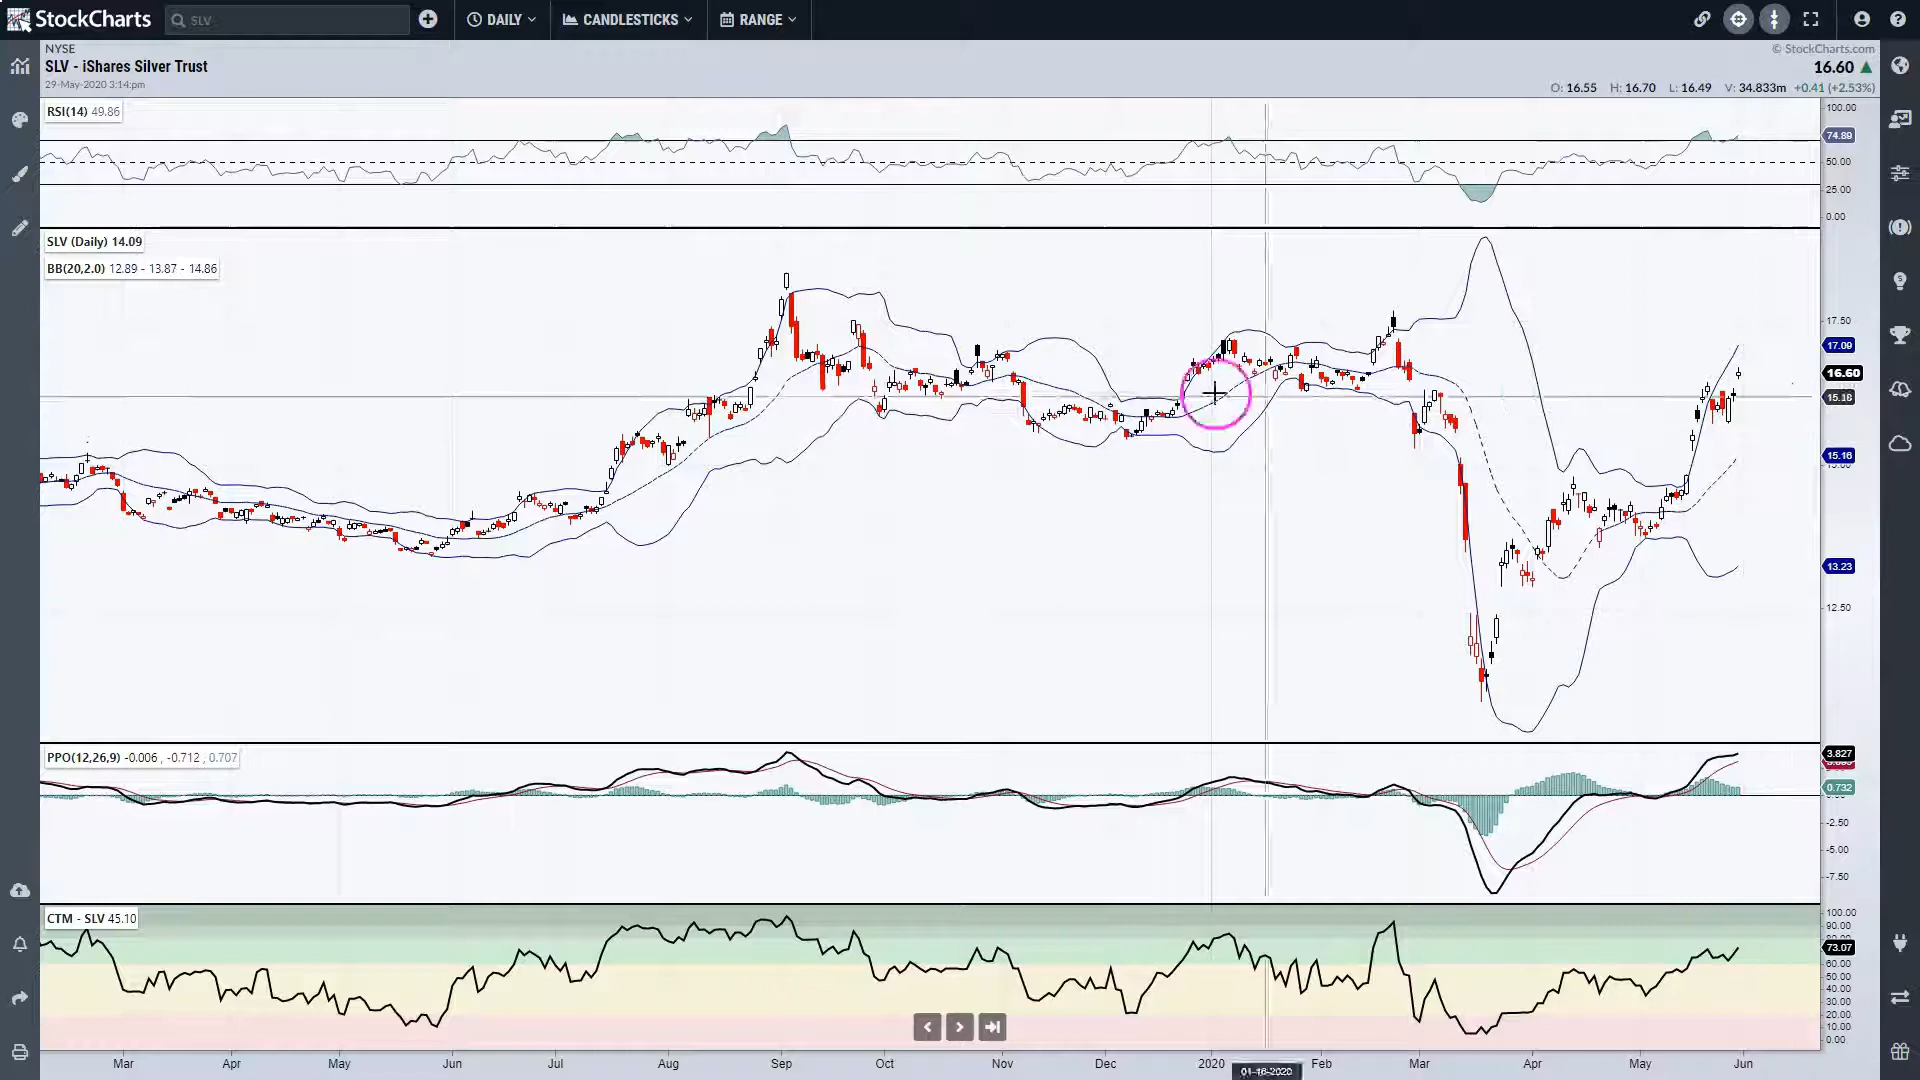 StockCharts
SLV
DAILY
CANDLESTICKS
RANGE
NYSE
© StockCharts.com
SLV - iShares Silver Trust
16.60
29-May-2020 3:14:pm
O: 16.55 H: 16.70 L: 16.49 V: 34.833m +0.41 (+2.53%)
RSI(14) 49.86
100.00
74.89
50.00
25.00
0.00
SLV (Daily) 14.09
BB(20,2.0) 12.89 - 13.87 - 14.86
17.50
17.09
16.60
15.16
13.23
12.50
PPO(12,26,9) -0.006 , -0.712 , 0.707
3.827
0.732
-2.50
-5.00
-7.50
CTM - SLV 45.10
100.00
90.00
73.07
60.00
50.00
40.00
30.00
20.00
10.00
0.00
Mar Apr May Jun Jul Aug Sep Oct Nov Dec 2020 Feb Mar Apr May Jun
01-16-2020